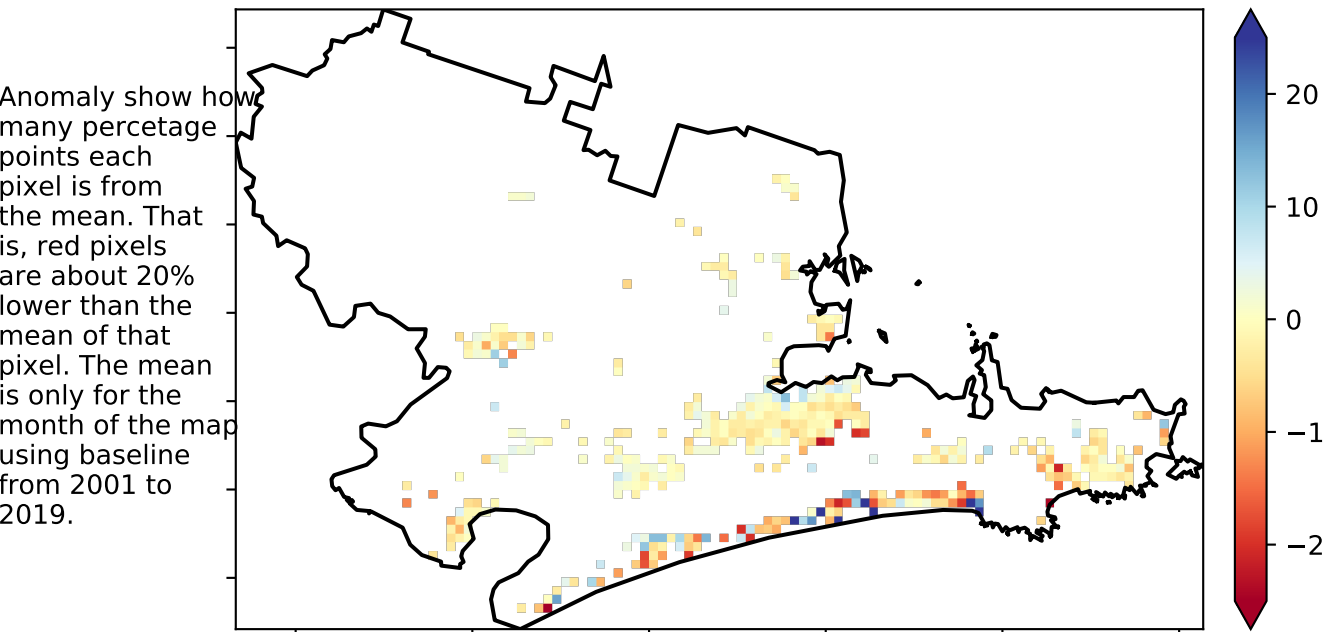 Anomaly show how
many percetage
points each
pixel is from
the mean. That
is, red pixels
are about 20%
lower than the
mean of that
pixel. The mean
is only for the
month of the map
using baseline
from 2001 to
2019.
20
10
0
−1
−2